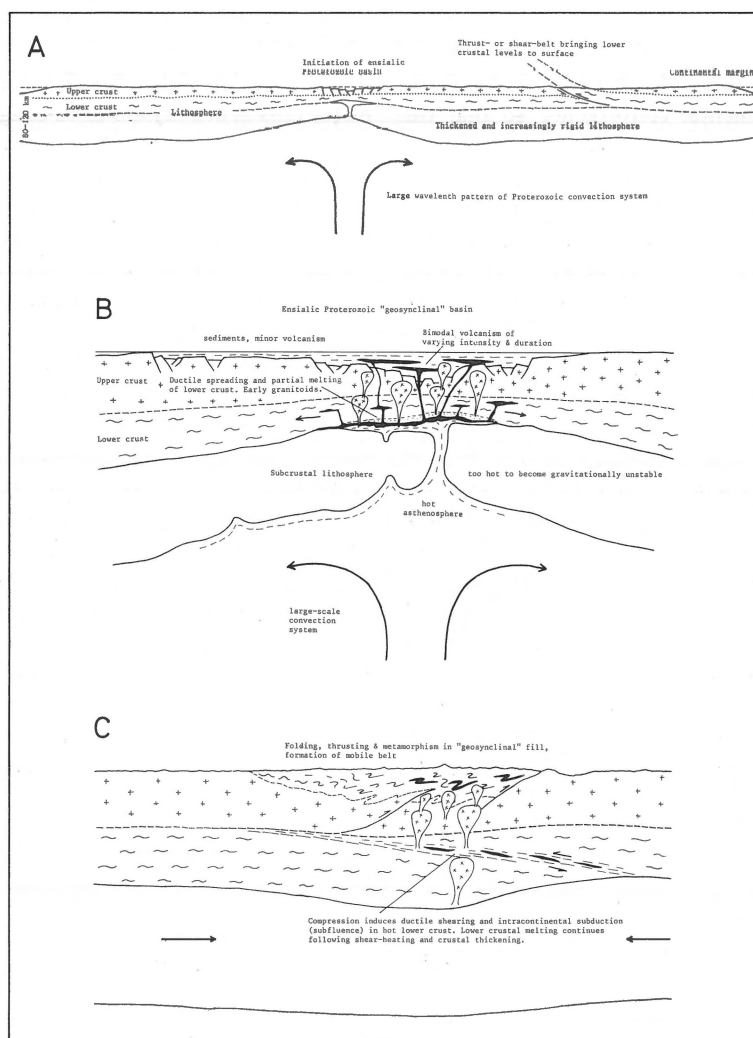 A
Initiation of ensialic
Proterozoic basin
Thrust- or shear-belt bringing lower
crustal levels to surface
Continental margin
Upper crust
Lower crust
Lithosphere
80-120 km
Thickened and increasingly rigid lithosphere
Large wavelenth pattern of Proterozoic convection system
B
Ensialic Proterozoic "geosynclinal" basin
sediments, minor volcanism
Bimodal volcanism of
varying intensity & duration
Upper crust
Ductile spreading and partial melting
of lower crust. Early granitoids.
Lower crust
Subcrustal lithosphere
too hot to become gravitationally unstable
hot
asthenosphere
large-scale
convection
system
C
Folding, thrusting & metamorphism in "geosynclinal" fill,
formation of mobile belt
Compression induces ductile shearing and intracontinental subduction
(subfluence) in hot lower crust. Lower crustal melting continues
following shear-heating and crustal thickening.